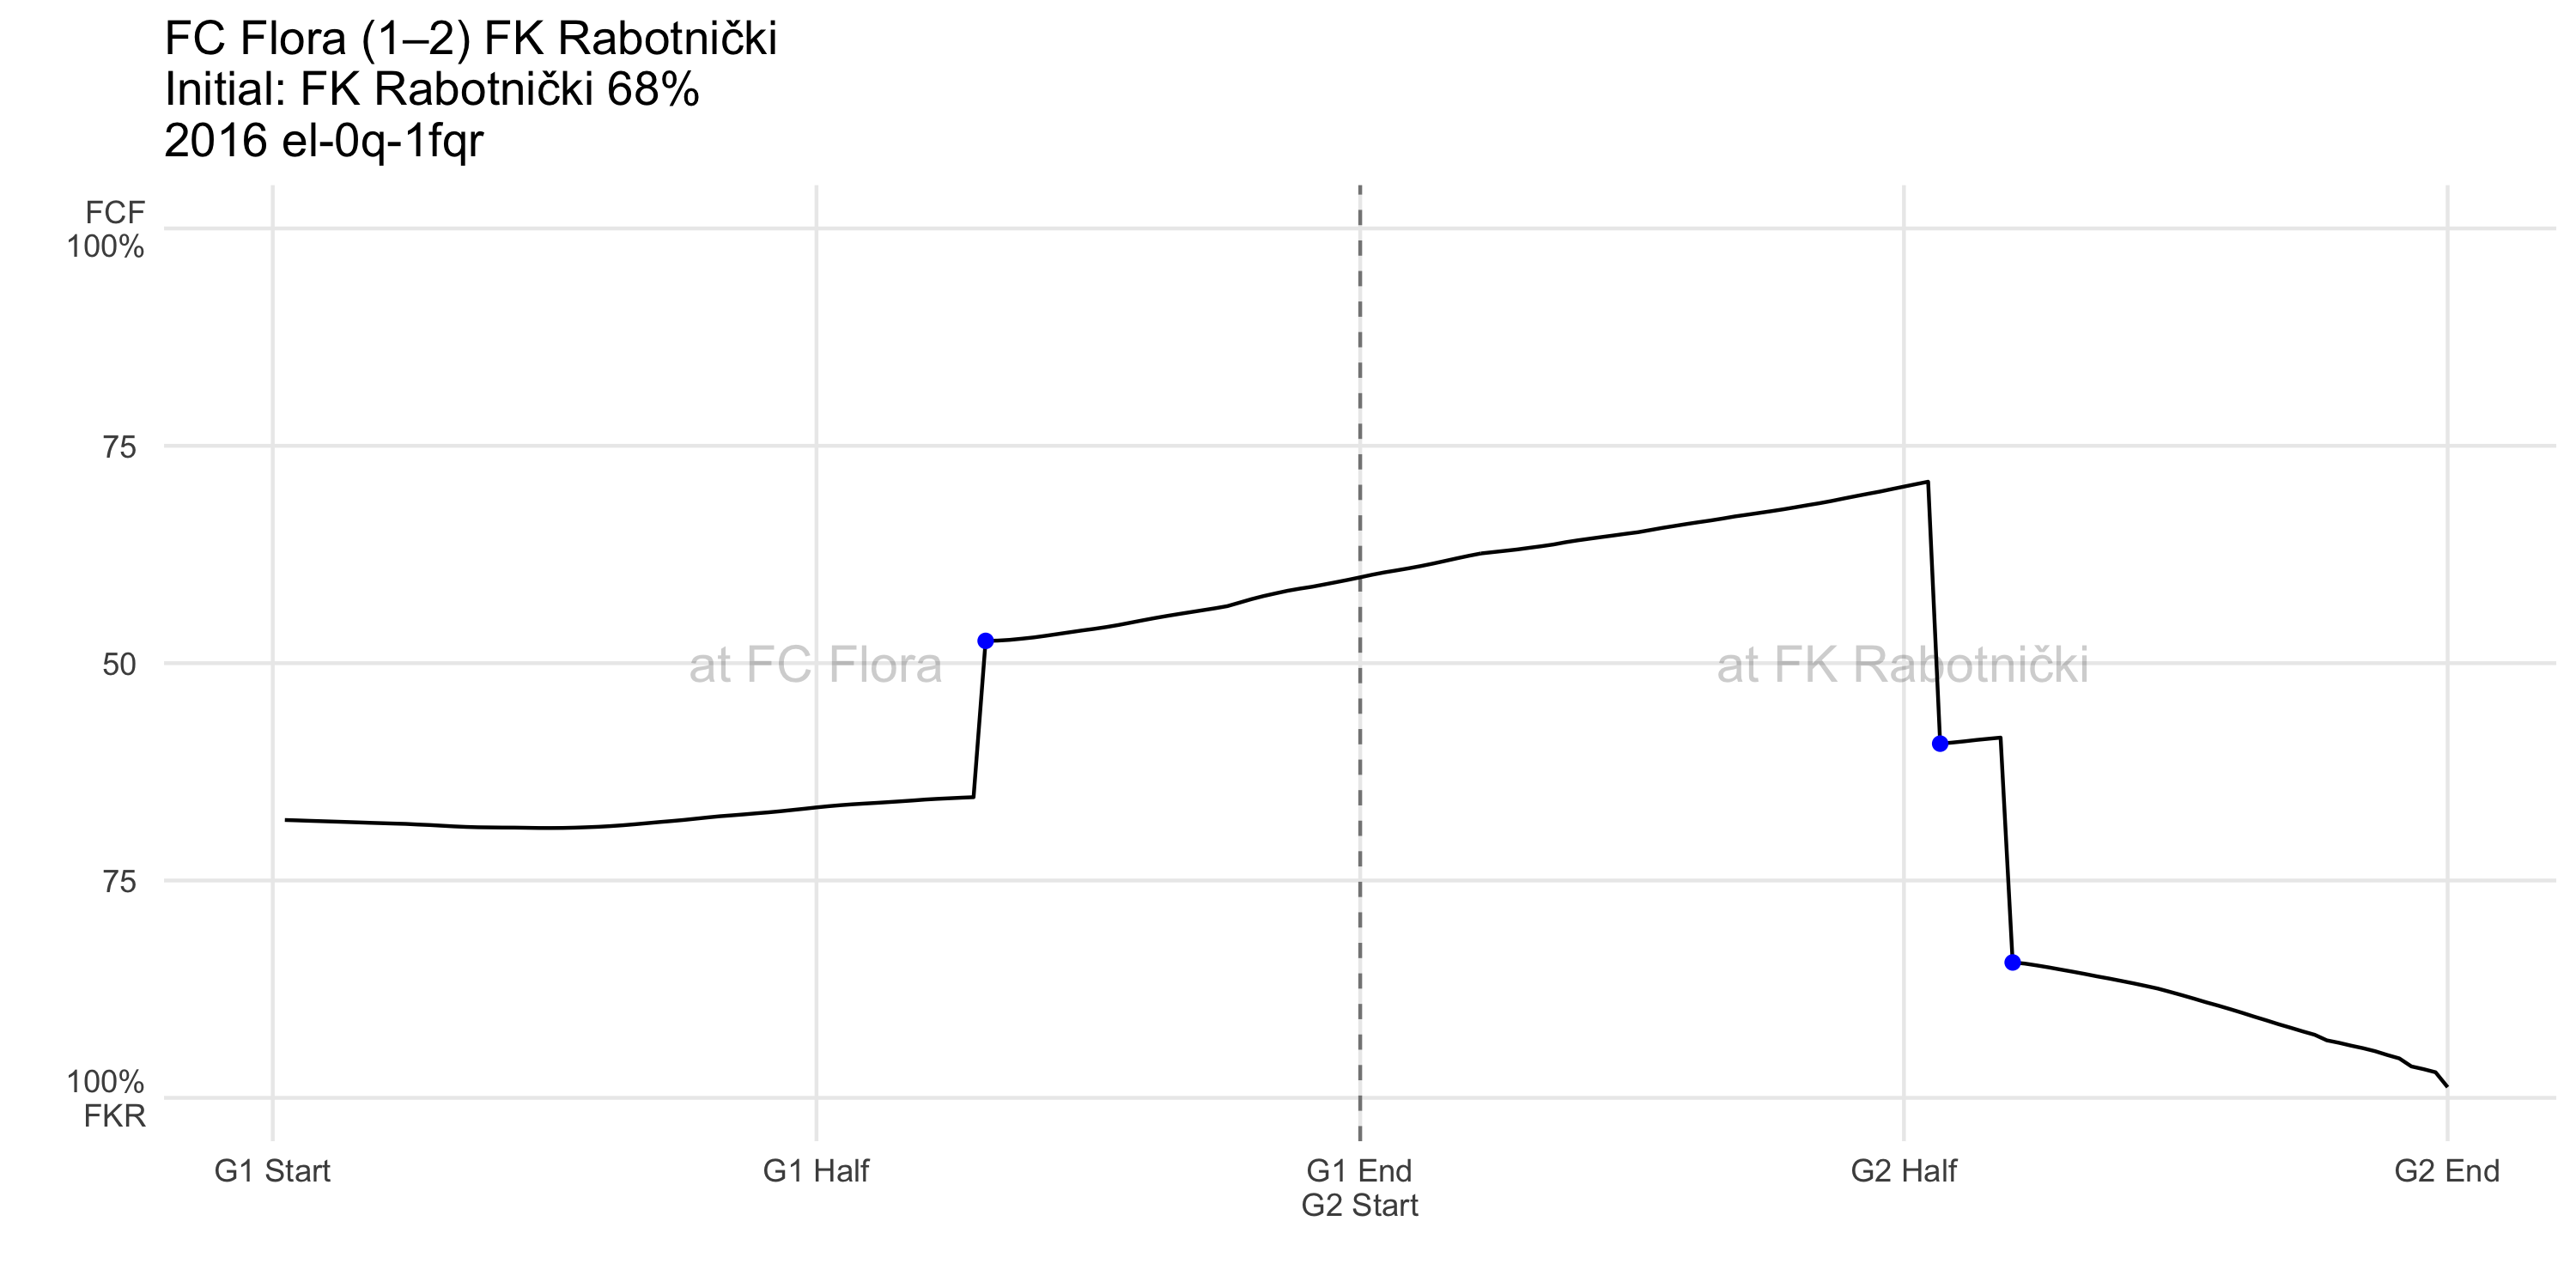 FC Flora (1–2) FK Rabotnički
Initial: FK Rabotnički 68%
2016 el-0q-1fqr
FCF
100%
75
50
75
100%
FKR
at FC Flora
at FK Rabotnički
G1 Start
G1 Half
G1 End
G2 Start
G2 Half
G2 End